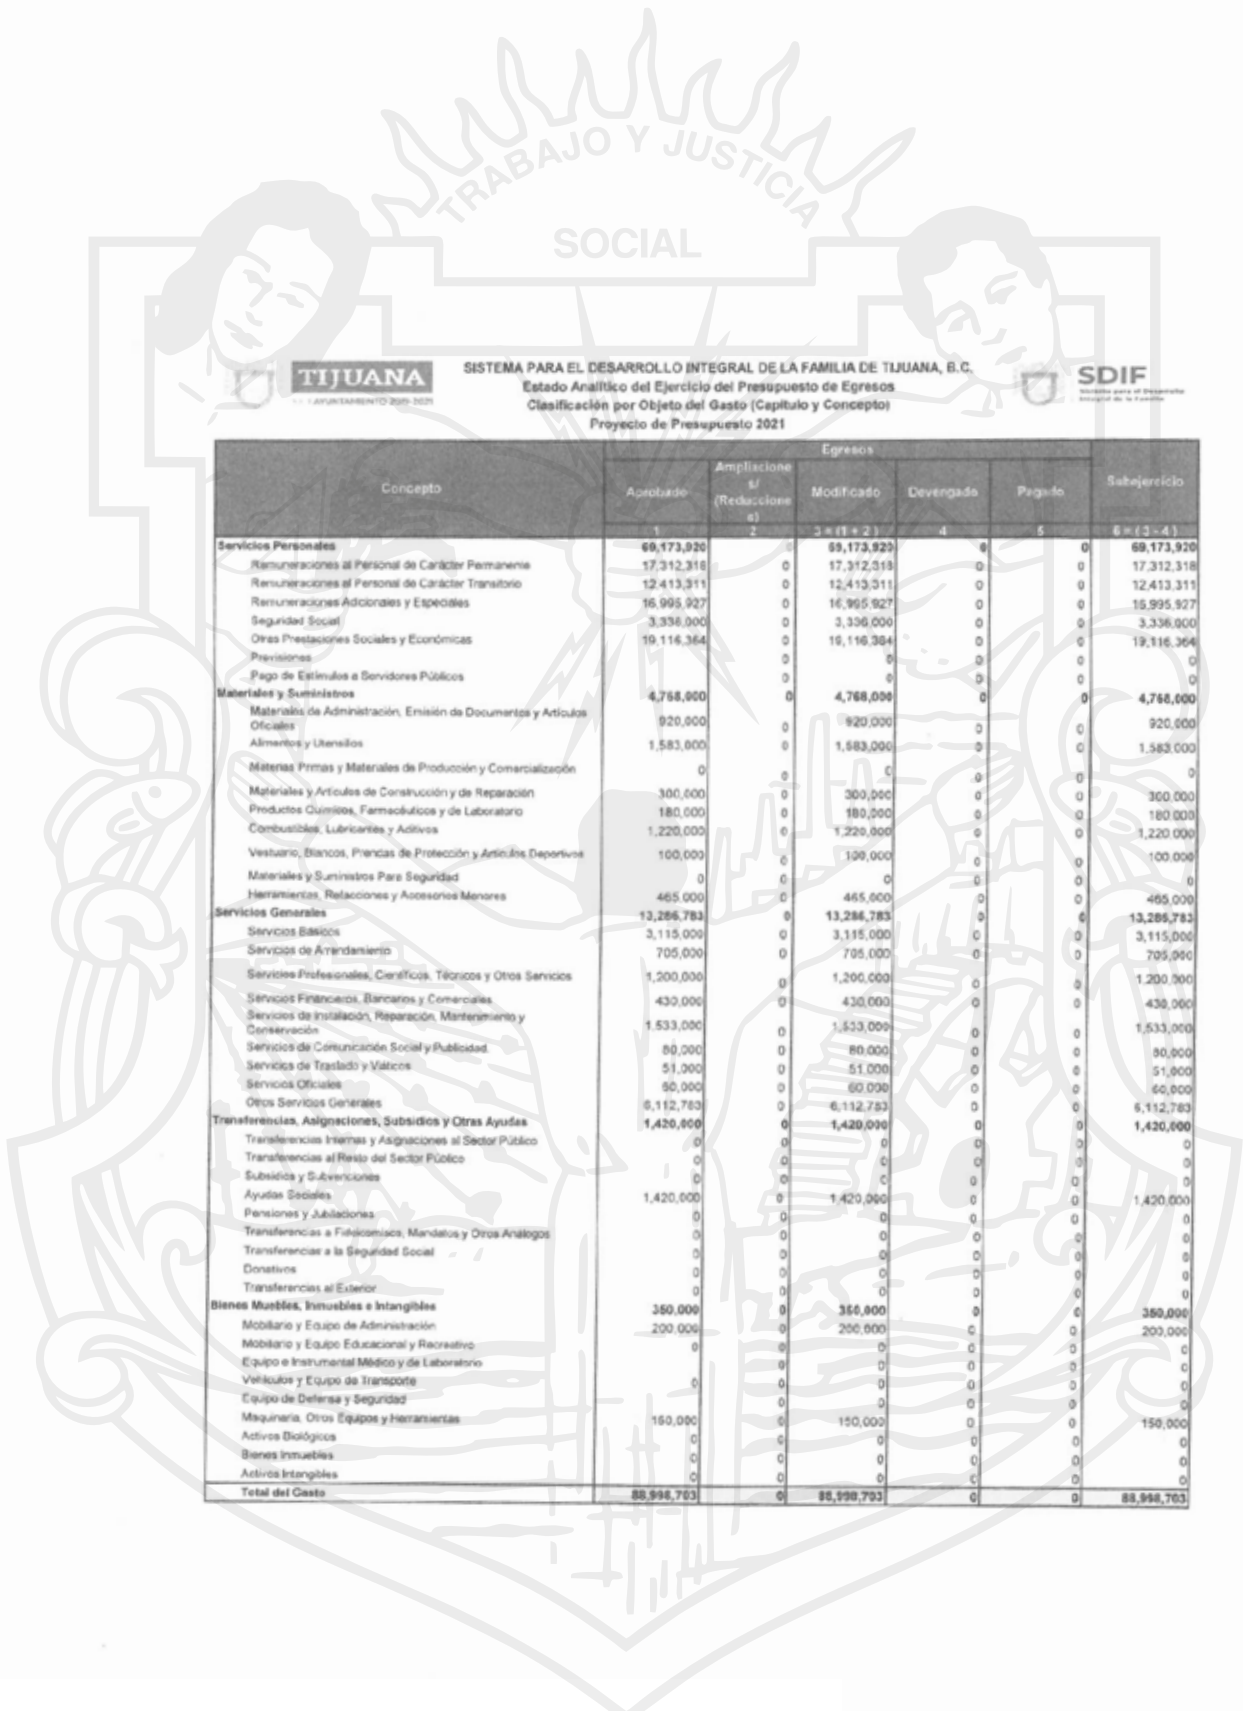 TRABAJO Y JUSTICIA
SOCIAL
TIJUANA
AYUNTAMIENTO 2019-2021
SISTEMA PARA EL DESARROLLO INTEGRAL DE LA FAMILIA DE TIJUANA, B.C.
Estado Analítico del Ejercicio del Presupuesto de Egresos
Clasificación por Objeto del Gasto (Capítulo y Concepto)
Proyecto de Presupuesto 2021
SDIF
Sistema para el Desarrollo
Integral de la Familia
Egresos
Concepto Aprobado Ampliaciones/ (Reducciones) Modificado Devengado Pagado Subejercicio
1 2 3 = (1 + 2 ) 4 5 6 = ( 3 - 4 )
Servicios Personales 69,173,920 0 69,173,920 0 0 69,173,920
Remuneraciones al Personal de Carácter Permanente 17,312,318 0 17,312,318 0 0 17,312,318
Remuneraciones al Personal de Carácter Transitorio 12,413,311 0 12,413,311 0 0 12,413,311
Remuneraciones Adicionales y Especiales 16,995,927 0 16,995,927 0 0 16,995,927
Seguridad Social 3,336,000 0 3,336,000 0 0 3,336,000
Otras Prestaciones Sociales y Económicas 19,116,364 0 19,116,364 0 0 19,116,364
Previsiones 0 0 0 0 0
Pago de Estímulos a Servidores Públicos 0 0 0 0 0
Materiales y Suministros 4,768,000 0 4,768,000 0 0 4,768,000
Materiales de Administración, Emisión de Documentos y Artículos
Oficiales 920,000 0 920,000 0 0 920,000
Alimentos y Utensilios 1,583,000 0 1,583,000 0 0 1,583,000
Materias Primas y Materiales de Producción y Comercialización 0 0 0 0 0 0
Materiales y Artículos de Construcción y de Reparación 300,000 0 300,000 0 0 300,000
Productos Químicos, Farmacéuticos y de Laboratorio 180,000 0 180,000 0 0 180,000
Combustibles, Lubricantes y Aditivos 1,220,000 0 1,220,000 0 0 1,220,000
Vestuario, Blancos, Prendas de Protección y Artículos Deportivos 100,000 0 100,000 0 0 100,000
Materiales y Suministros Para Seguridad 0 0 0 0 0 0
Herramientas, Refacciones y Accesorios Menores 465,000 0 465,000 0 0 465,000
Servicios Generales 13,286,783 0 13,286,783 0 0 13,286,783
Servicios Básicos 3,115,000 0 3,115,000 0 0 3,115,000
Servicios de Arrendamiento 705,000 0 705,000 0 0 705,000
Servicios Profesionales, Científicos, Técnicos y Otros Servicios 1,200,000 0 1,200,000 0 0 1,200,000
Servicios Financieros, Bancarios y Comerciales 430,000 0 430,000 0 0 430,000
Servicios de Instalación, Reparación, Mantenimiento y
Conservación 1,533,000 0 1,533,000 0 0 1,533,000
Servicios de Comunicación Social y Publicidad 80,000 0 80,000 0 0 80,000
Servicios de Traslado y Viáticos 51,000 0 51,000 0 0 51,000
Servicios Oficiales 60,000 0 60,000 0 0 60,000
Otros Servicios Generales 6,112,783 0 6,112,783 0 0 6,112,783
Transferencias, Asignaciones, Subsidios y Otras Ayudas 1,420,000 0 1,420,000 0 0 1,420,000
Transferencias Internas y Asignaciones al Sector Público 0 0 0 0 0 0
Transferencias al Resto del Sector Público 0 0 0 0 0 0
Subsidios y Subvenciones 0 0 0 0 0 0
Ayudas Sociales 1,420,000 0 1,420,000 0 0 1,420,000
Pensiones y Jubilaciones 0 0 0 0 0 0
Transferencias a Fideicomisos, Mandatos y Otros Análogos 0 0 0 0 0 0
Transferencias a la Seguridad Social 0 0 0 0 0 0
Donativos 0 0 0 0 0 0
Transferencias al Exterior 0 0 0 0 0 0
Bienes Muebles, Inmuebles e Intangibles 350,000 0 350,000 0 0 350,000
Mobiliario y Equipo de Administración 200,000 0 200,000 0 0 200,000
Mobiliario y Equipo Educacional y Recreativo 0 0 0 0 0 0
Equipo e Instrumental Médico y de Laboratorio 0 0 0 0 0
Vehículos y Equipo de Transporte 0 0 0 0 0 0
Equipo de Defensa y Seguridad 0 0 0 0 0
Maquinaria, Otros Equipos y Herramientas 150,000 0 150,000 0 0 150,000
Activos Biológicos 0 0 0 0 0 0
Bienes Inmuebles 0 0 0 0 0 0
Activos Intangibles 0 0 0 0 0 0
Total del Gasto 88,998,703 0 88,998,703 0 0 88,998,703